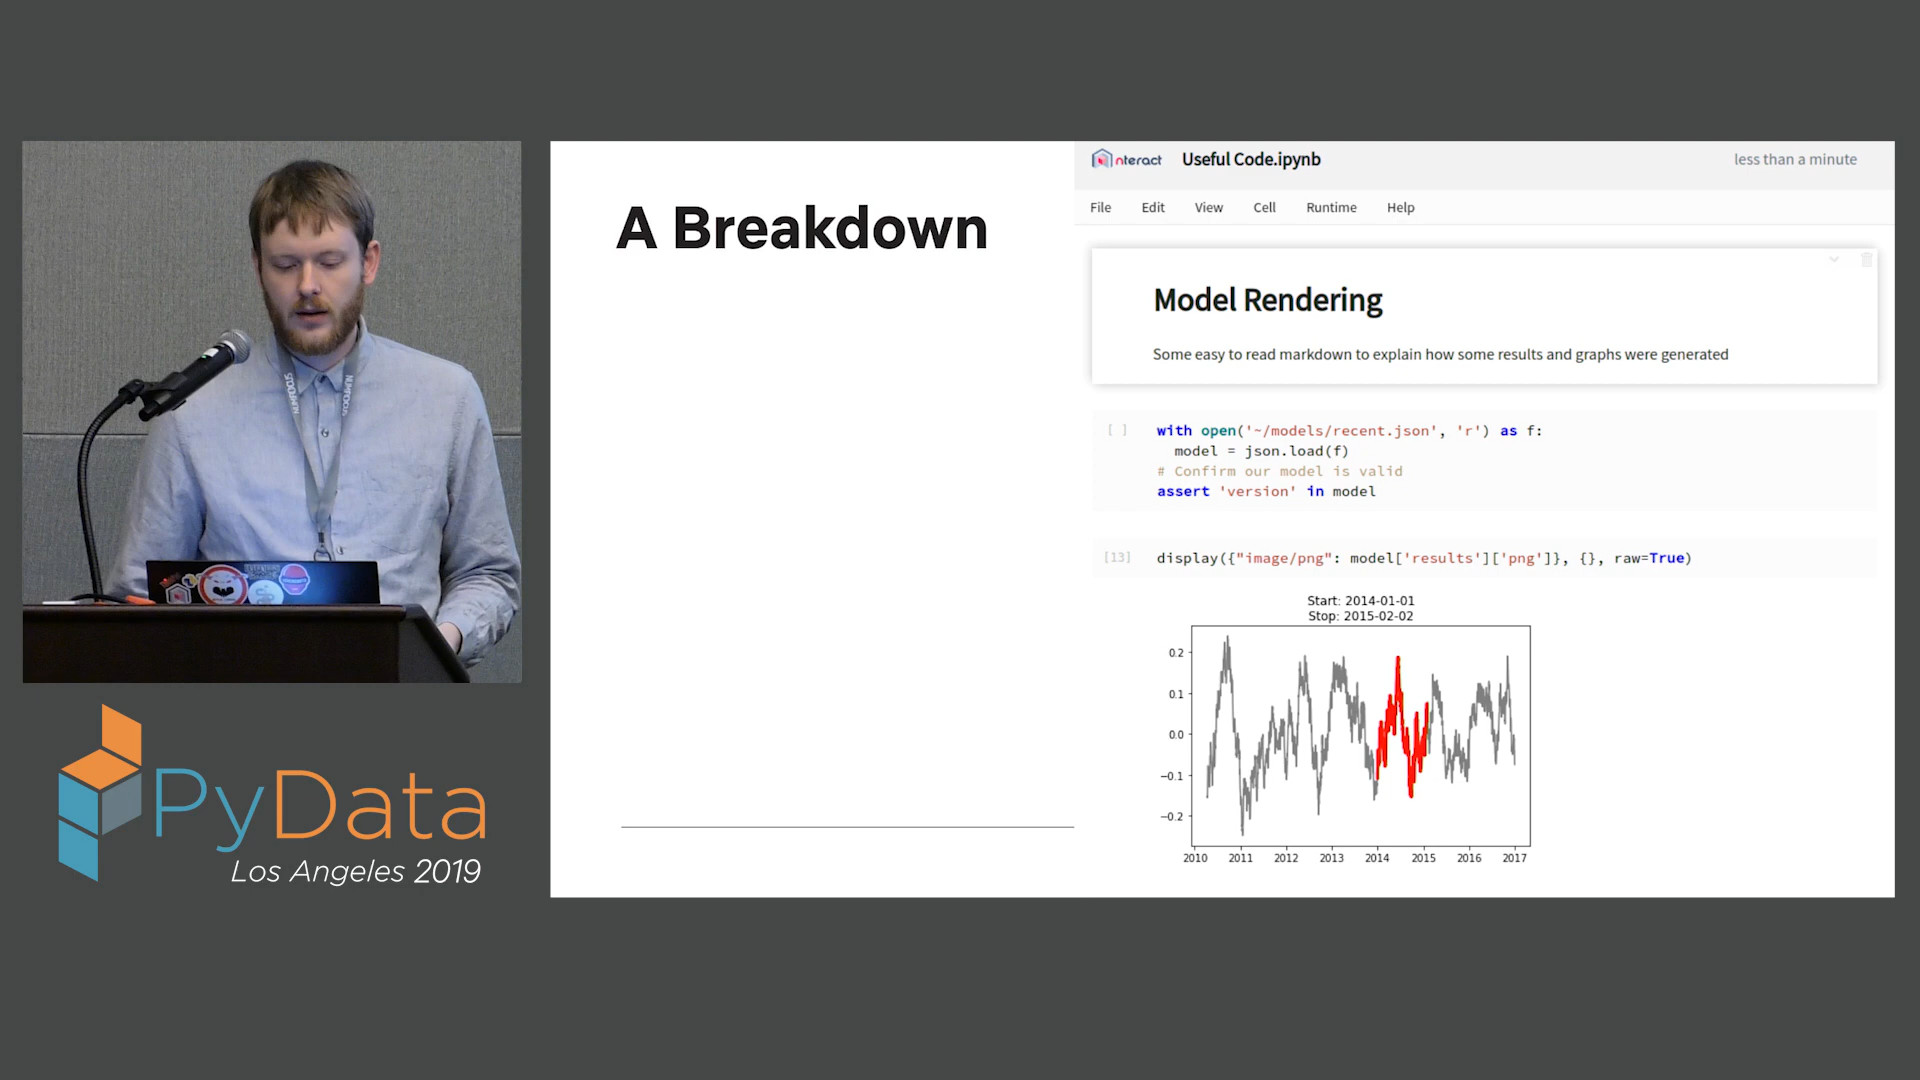 A Breakdown
nteract Useful Code.ipynb less than a minute
File Edit View Cell Runtime Help
Model Rendering
Some easy to read markdown to explain how some results and graphs were generated
[ ] with open('~/models/recent.json', 'r') as f:
model = json.load(f)
# Confirm our model is valid
assert 'version' in model
[13] display({"image/png": model['results']['png']}, {}, raw=True)
Start: 2014-01-01
Stop: 2015-02-02
0.2
0.1
0.0
−0.1
−0.2
2010 2011 2012 2013 2014 2015 2016 2017
NUMFOCUS
PyData
Los Angeles 2019